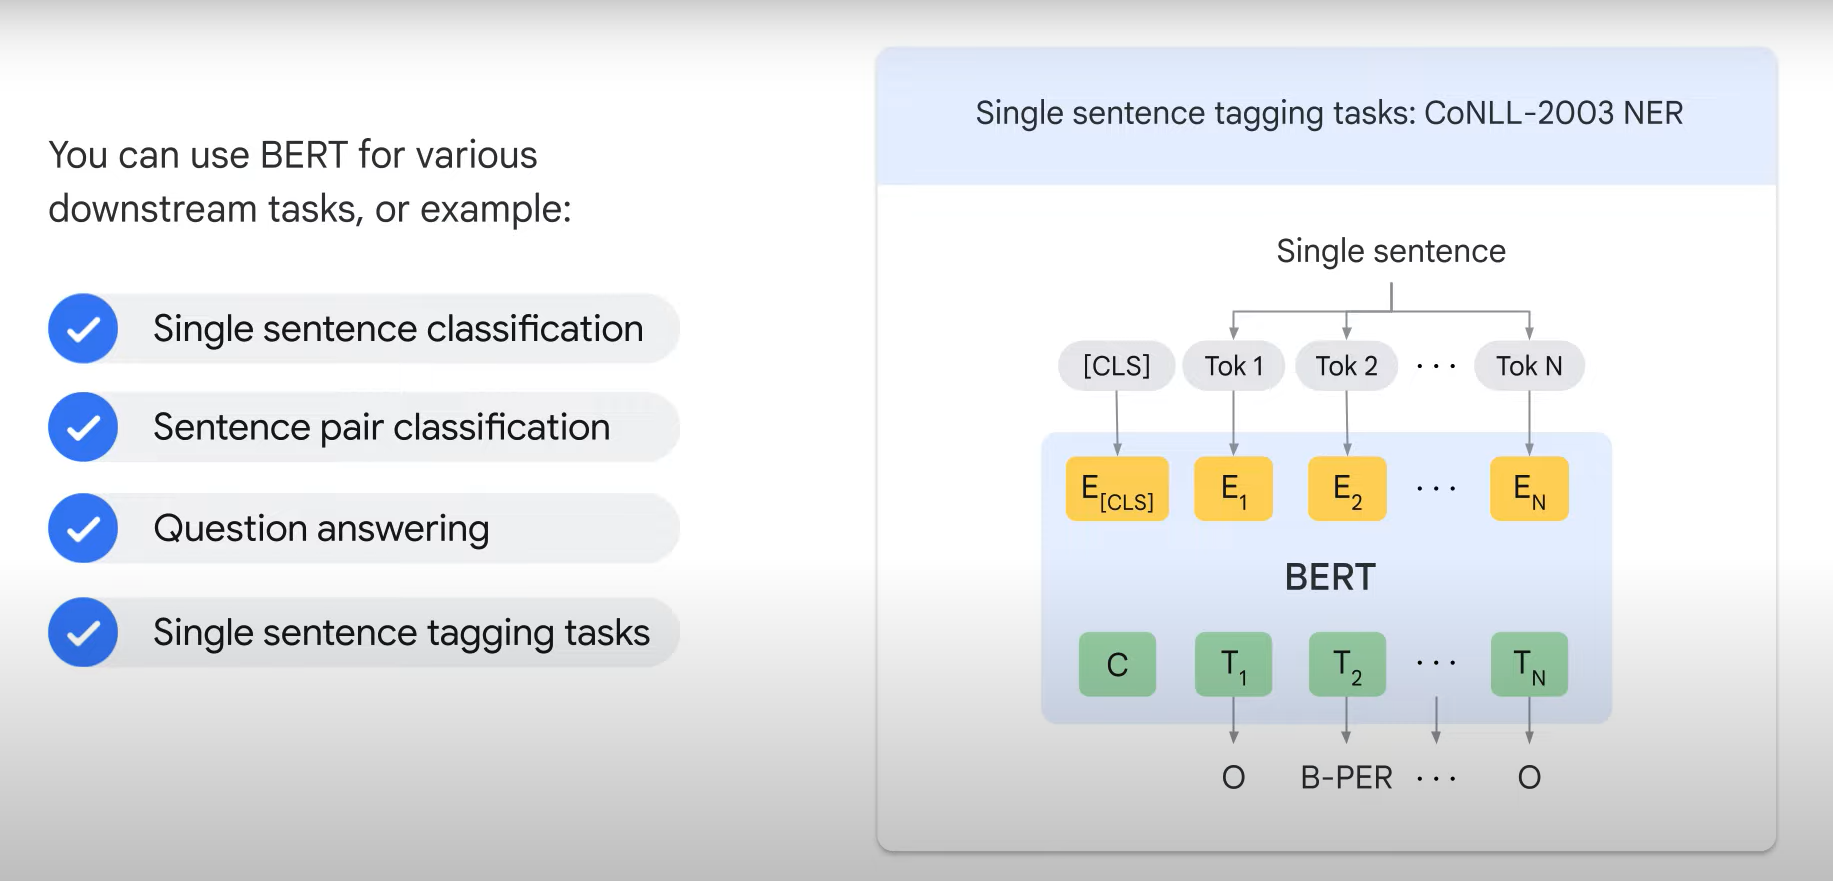 You can use BERT for various
downstream tasks, or example:
Single sentence classification
Sentence pair classification
Question answering
Single sentence tagging tasks
Single sentence tagging tasks: CoNLL-2003 NER
Single sentence
[CLS] Tok 1 Tok 2 ... Tok N
E[CLS] E1 E2 ... EN
BERT
C T1 T2 ... TN
O B-PER ... O